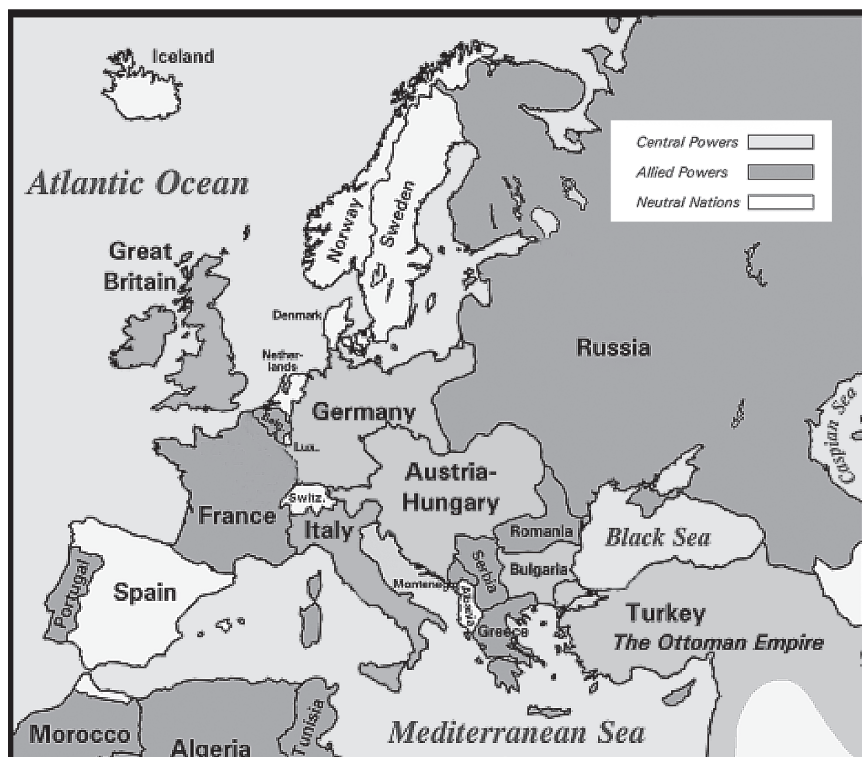 Iceland
Atlantic Ocean
Central Powers
Allied Powers
Neutral Nations
Norway
Sweden
Great
Britain
Denmark
Nether-
lands
Russia
Germany
Belg.
Lux.
Caspian Sea
Austria-
Hungary
Switz.
France
Italy
Romania
Black Sea
Serbia
Bulgaria
Portugal
Spain
Montenegro
Albania
Greece
Turkey
The Ottoman Empire
Morocco
Algeria
Tunisia
Mediterranean Sea